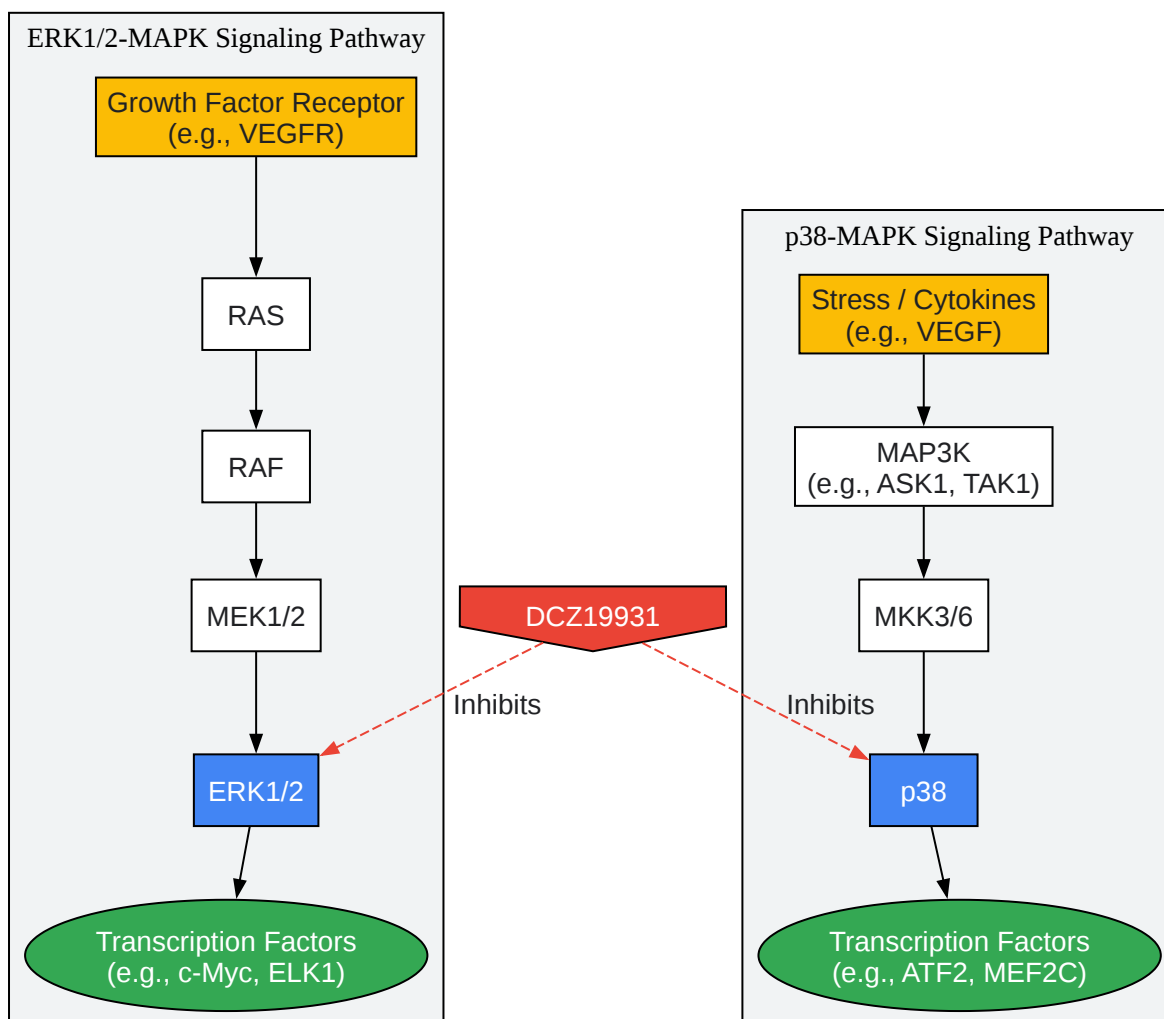 ERK1/2-MAPK Signaling Pathway
Growth Factor Receptor
(e.g., VEGFR)
RAS
RAF
MEK1/2
ERK1/2
Transcription Factors
(e.g., c-Myc, ELK1)
DCZ19931
Inhibits
Inhibits
p38-MAPK Signaling Pathway
Stress / Cytokines
(e.g., VEGF)
MAP3K
(e.g., ASK1, TAK1)
MKK3/6
p38
Transcription Factors
(e.g., ATF2, MEF2C)